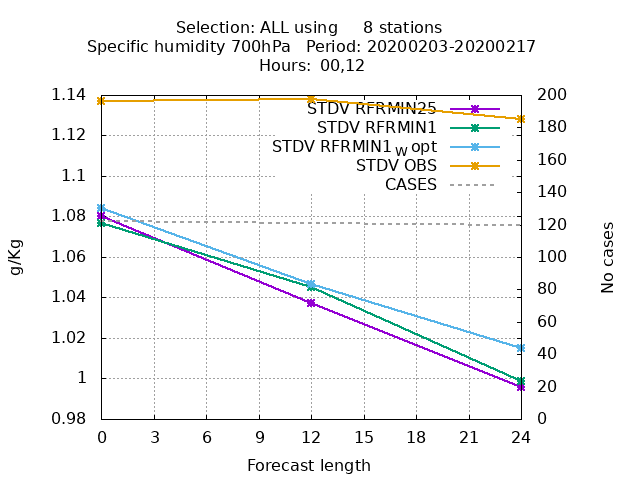 Selection: ALL using 8 stations
Specific humidity 700hPa Period: 20200203-20200217
Hours: 00,12
1.14
1.12
1.1
1.08
1.06
1.04
1.02
1
0.98
g/Kg
STDV RFRMIN25
STDV RFRMIN1
STDV RFRMIN1W opt
STDV OBS
CASES
200
180
160
140
120
100
80
60
40
20
0
No cases
0 3 6 9 12 15 18 21 24
Forecast length